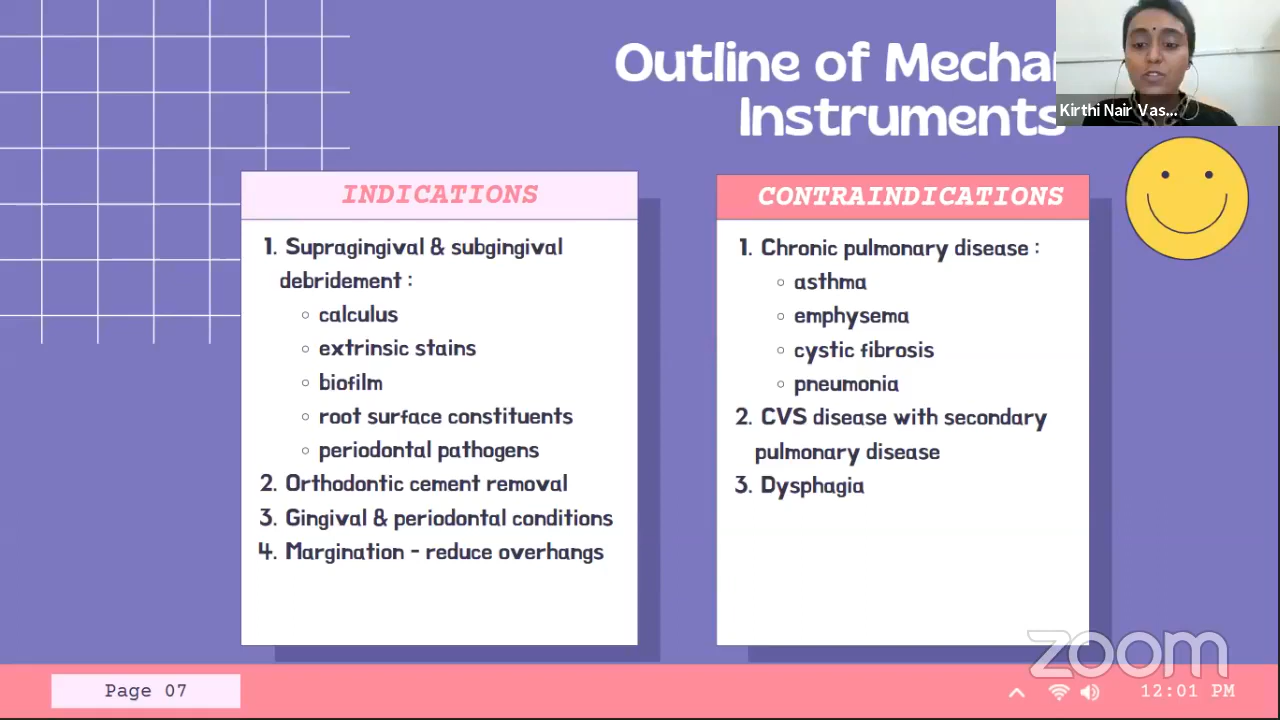 Outline of Mecha
Instruments
Kirthi Nair Vas...
INDICATIONS
1. Supragingival & subgingival
debridement :
○ calculus
○ extrinsic stains
○ biofilm
○ root surface constituents
○ periodontal pathogens
2. Orthodontic cement removal
3. Gingival & periodontal conditions
4. Margination - reduce overhangs
CONTRAINDICATIONS
1. Chronic pulmonary disease :
○ asthma
○ emphysema
○ cystic fibrosis
○ pneumonia
2. CVS disease with secondary
pulmonary disease
3. Dysphagia
zoom
Page 07
12:01 PM